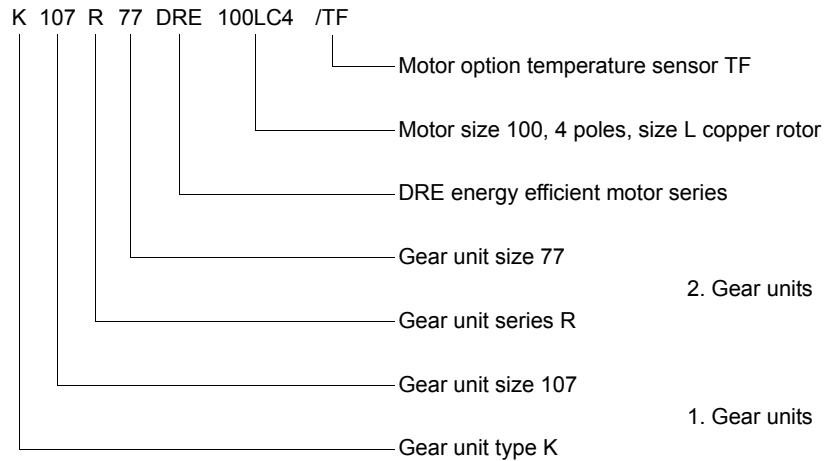 K 107 R 77 DRE 100LC4 /TF
Motor option temperature sensor TF
Motor size 100, 4 poles, size L copper rotor
DRE energy efficient motor series
Gear unit size 77
2. Gear units
Gear unit series R
Gear unit size 107
1. Gear units
Gear unit type K